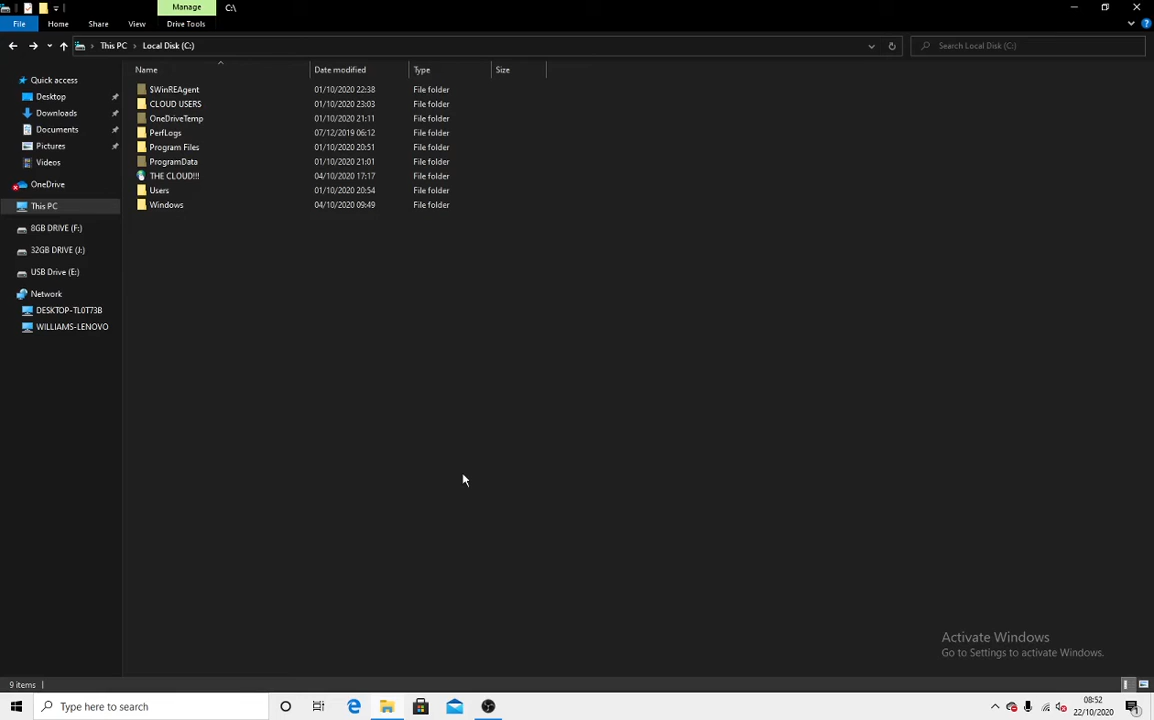 Manage
C:\
File
Home
Share
View
Drive Tools
This PC
Local Disk (C:)
Search Local Disk (C:)
Name
Date modified
Type
Size
Quick access
Desktop
Downloads
Documents
Pictures
Videos
OneDrive
This PC
8GB DRIVE (F:)
32GB DRIVE (J:)
USB Drive (E:)
Network
DESKTOP-TL0T73B
WILLIAMS-LENOVO
$WinREAgent 01/10/2020 22:38 File folder
CLOUD USERS 01/10/2020 23:03 File folder
OneDriveTemp 01/10/2020 21:11 File folder
PerfLogs 07/12/2019 06:12 File folder
Program Files 01/10/2020 20:51 File folder
ProgramData 01/10/2020 21:01 File folder
THE CLOUD!!! 04/10/2020 17:17 File folder
Users 01/10/2020 20:54 File folder
Windows 04/10/2020 09:49 File folder
Activate Windows
Go to Settings to activate Windows.
9 items
Type here to search
08:52
22/10/2020
1